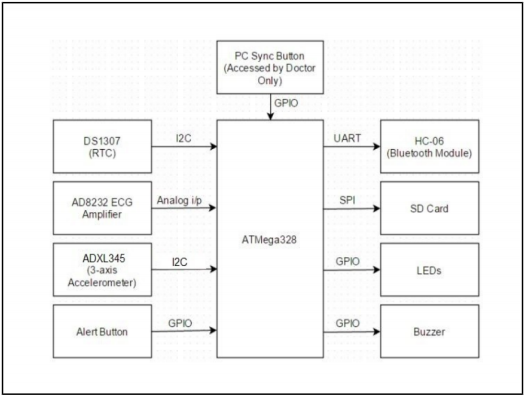 PC Sync Button
(Accessed by Doctor
Only)
GPIO
DS1307
(RTC)
I2C
UART
HC-06
(Bluetooth Module)
AD8232 ECG
Amplifier
Analog i/p
SPI
SD Card
ATMega328
ADXL345
(3-axis
Accelerometer)
I2C
GPIO
LEDs
Alert Button
GPIO
GPIO
Buzzer